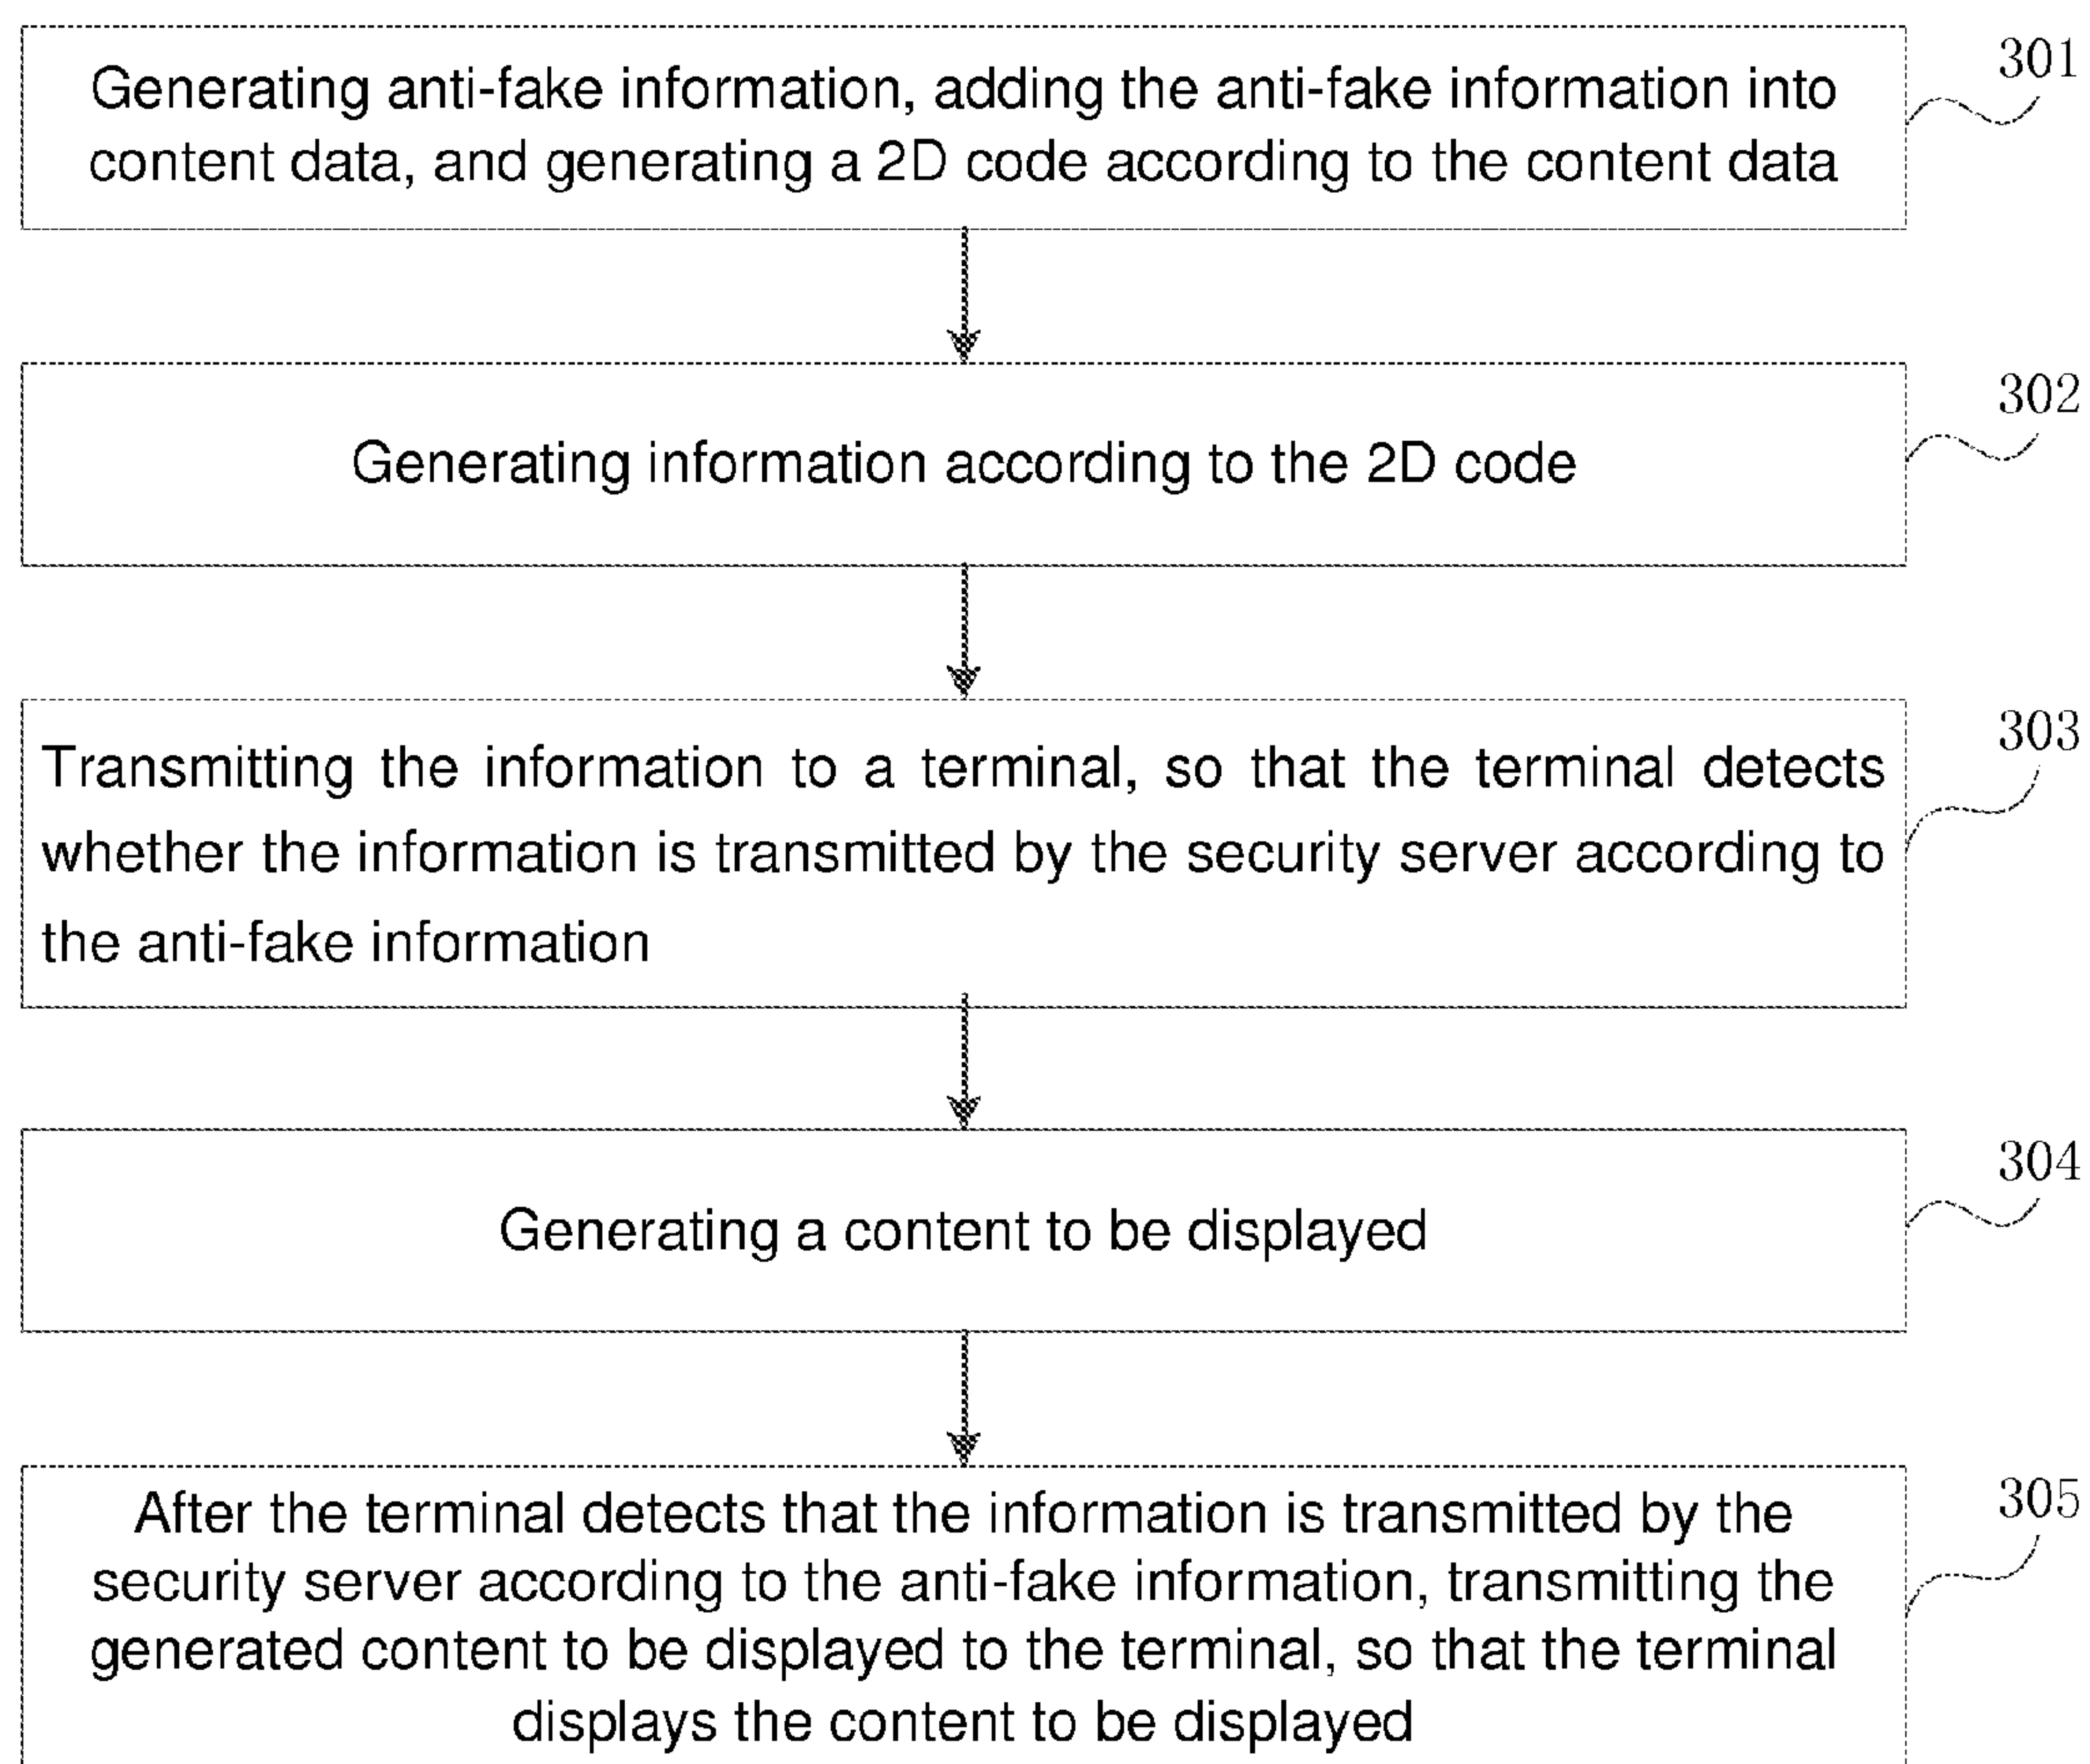 Generating anti-fake information, adding the anti-fake information into
content data, and generating a 2D code according to the content data
301
Generating information according to the 2D code
302
Transmitting the information to a terminal, so that the terminal detects
whether the information is transmitted by the security server according to
the anti-fake information
303
Generating a content to be displayed
304
After the terminal detects that the information is transmitted by the
security server according to the anti-fake information, transmitting the
generated content to be displayed to the terminal, so that the terminal
displays the content to be displayed
305